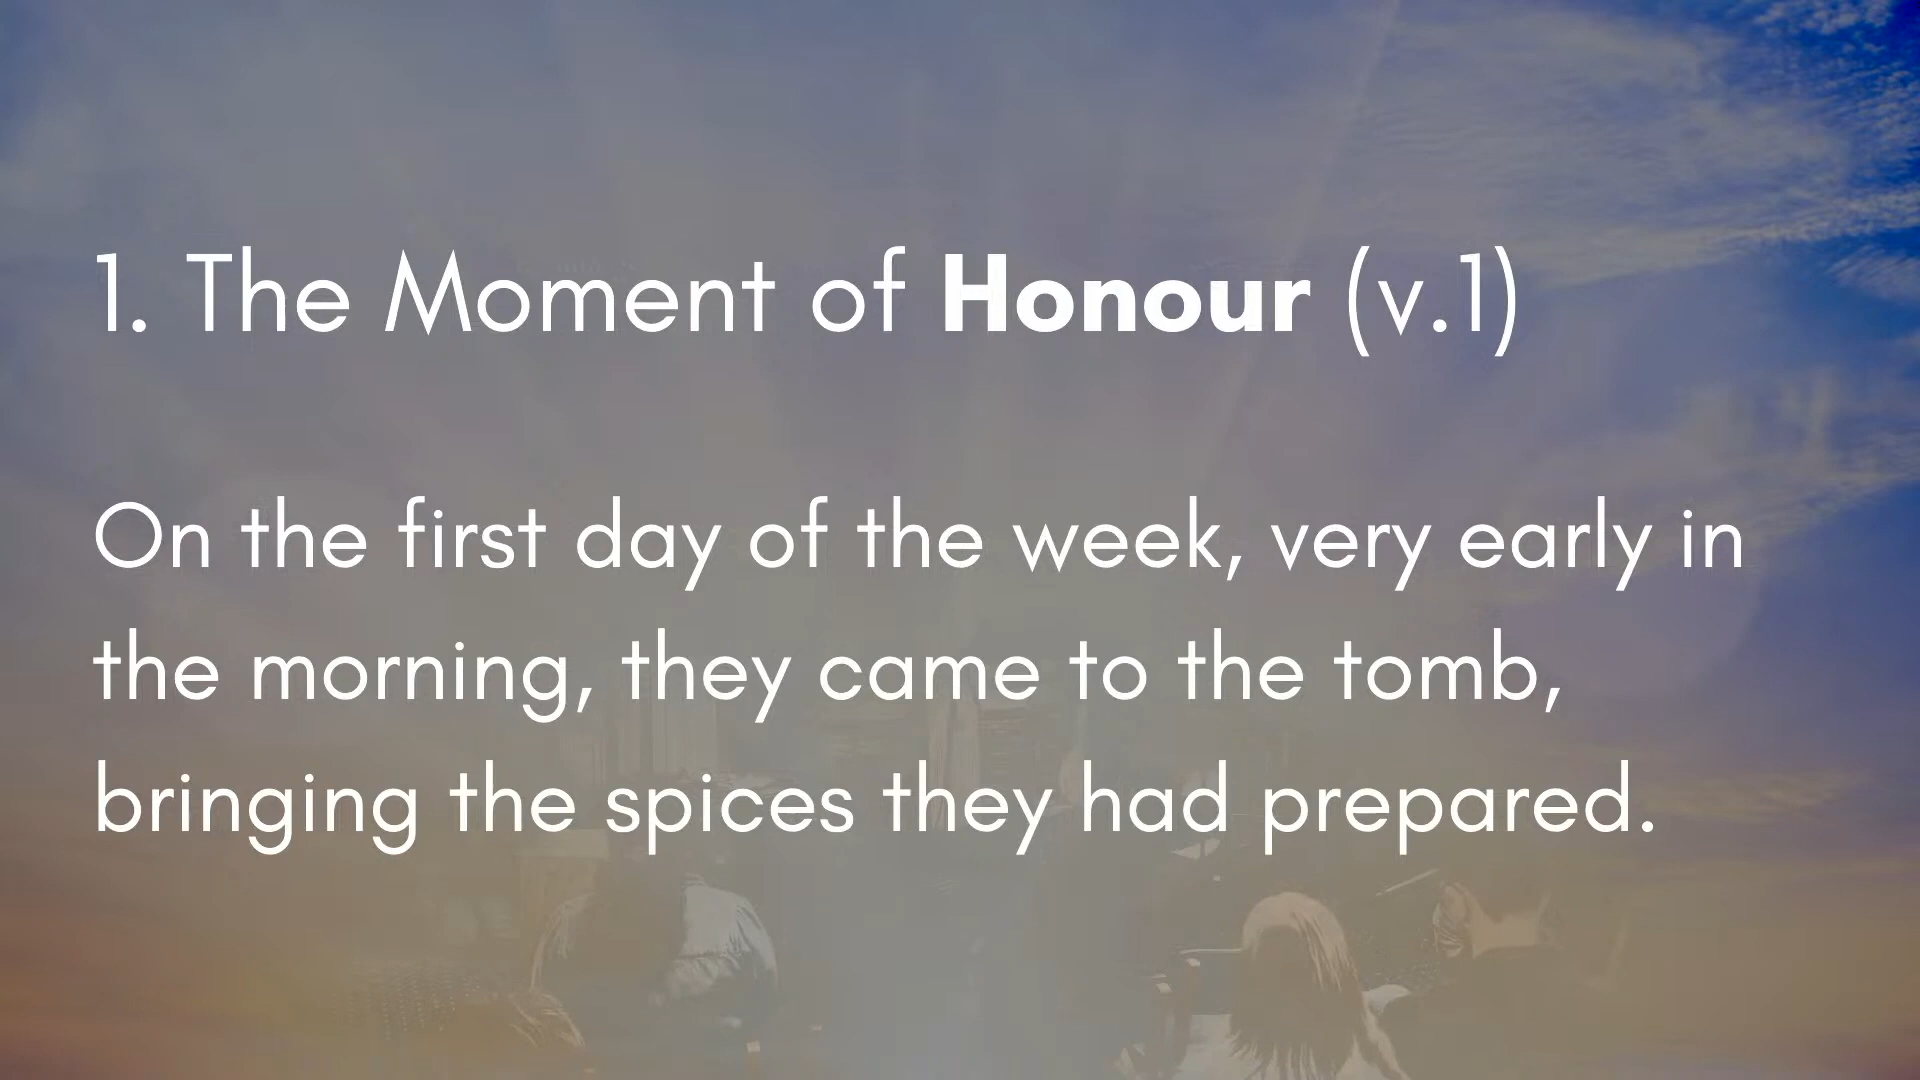 1. The Moment of Honour (v.1)
On the first day of the week, very early in
the morning, they came to the tomb,
bringing the spices they had prepared.